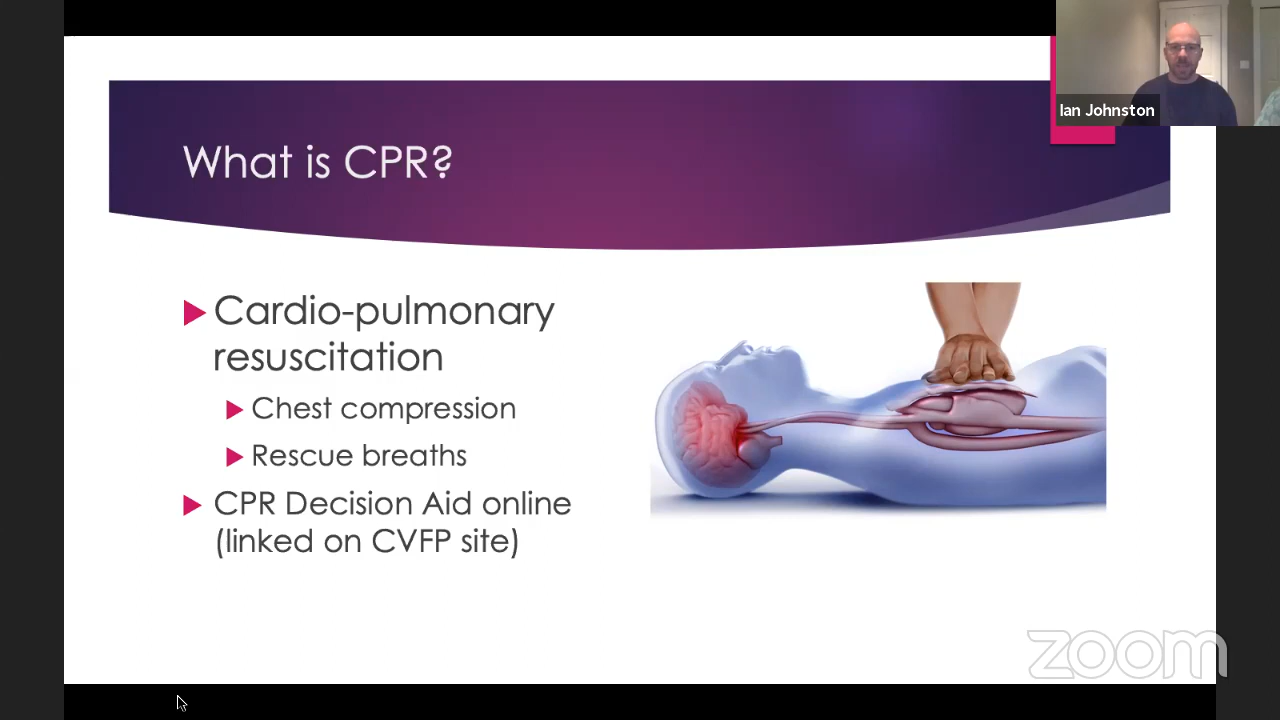 Ian Johnston
What is CPR?
Cardio-pulmonary
resuscitation
Chest compression
Rescue breaths
CPR Decision Aid online
(linked on CVFP site)
zoom